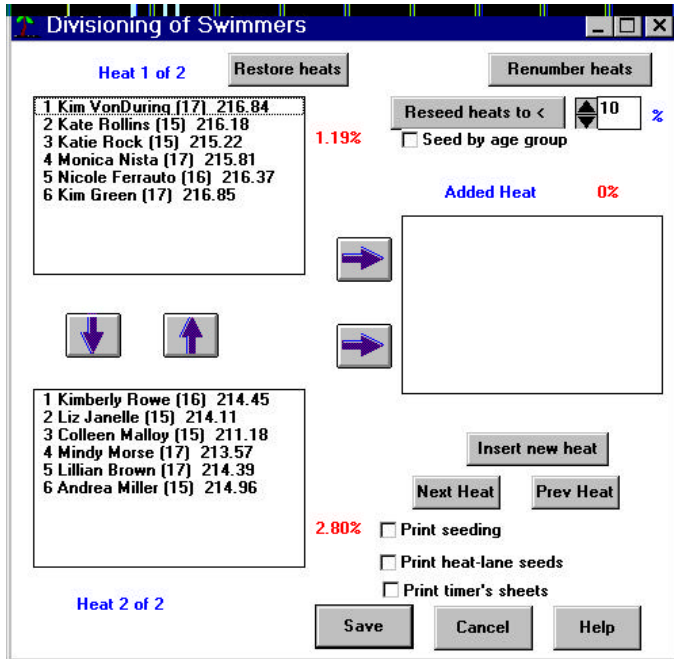 Divisioning of Swimmers
Heat 1 of 2
Restore heats
Renumber heats
1 Kim VonDuring (17) 216.84
2 Kate Rollins (15) 216.18
3 Katie Rock (15) 215.22
4 Monica Nista (17) 215.81
5 Nicole Ferrauto (16) 216.37
6 Kim Green (17) 216.85
1.19%
Reseed heats to <
10
%
Seed by age group
Added Heat
0%
1 Kimberly Rowe (16) 214.45
2 Liz Janelle (15) 214.11
3 Colleen Malloy (15) 211.18
4 Mindy Morse (17) 213.57
5 Lillian Brown (17) 214.39
6 Andrea Miller (15) 214.96
2.80%
Heat 2 of 2
Insert new heat
Next Heat
Prev Heat
Print seeding
Print heat-lane seeds
Print timer's sheets
Save
Cancel
Help